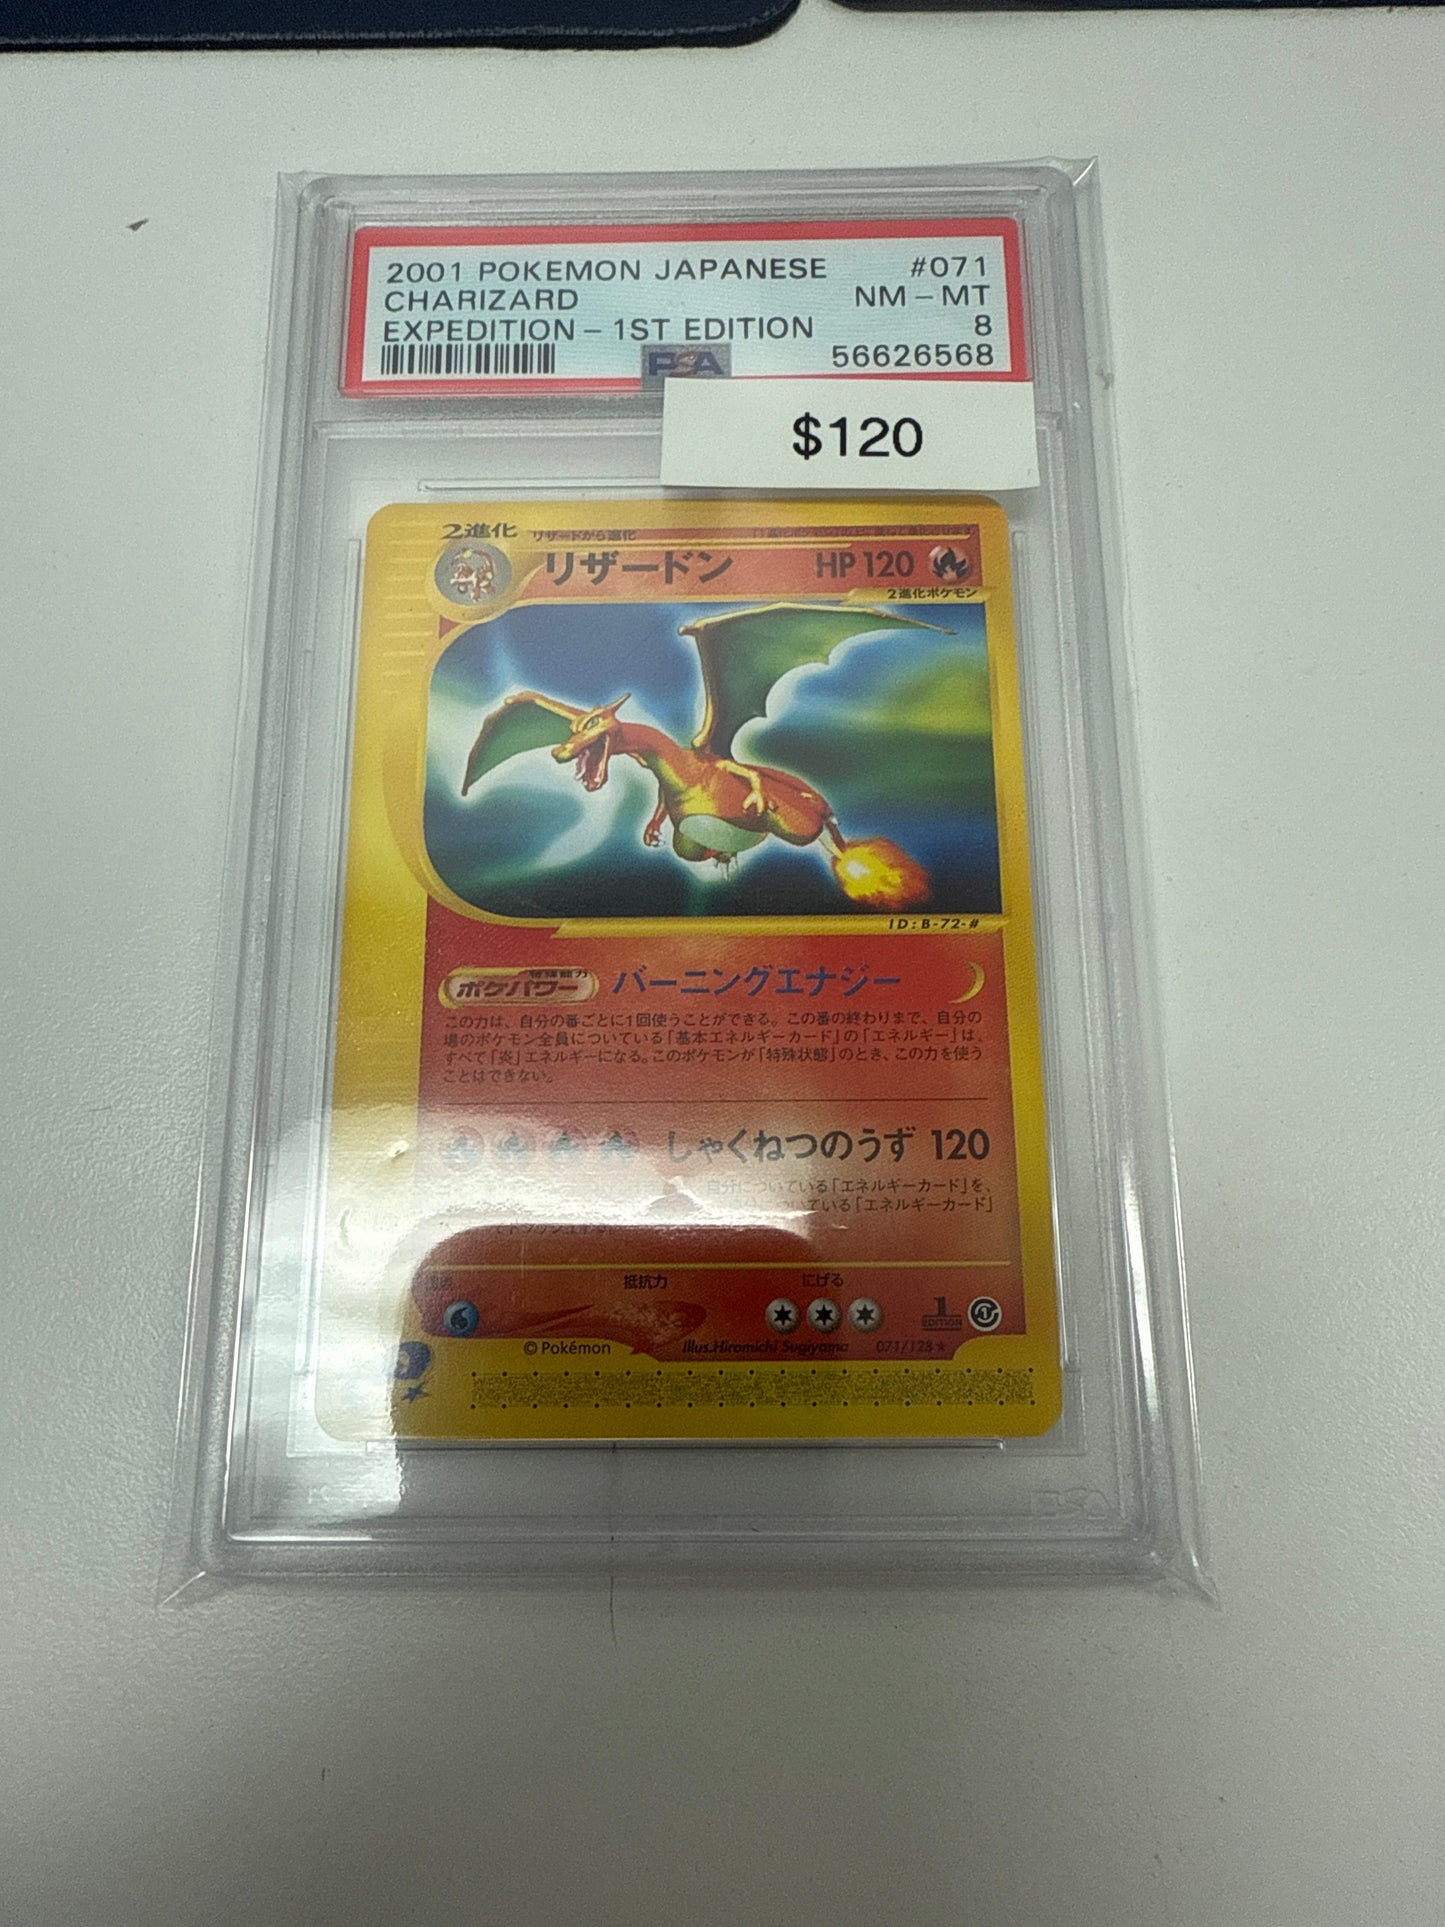 2001 POKEMON JAPANESE #071
CHARIZARD NM - MT
EXPEDITION - 1ST EDITION 8
PSA 56626568
$120
2進化 リザードから進化
リザードン HP 120
2進化ポケモン
ID : B-72-#
特殊能力
ポケパワー バーニングエナジー
この力は、自分の番ごとに1回使うことができる。この番の終わりまで、自分の
場のポケモン全員についている「基本エネルギーカード」の「エネルギー」は、
すべて「炎」エネルギーになる。このポケモンが「特殊状態」のとき、この力を使う
ことはできない。
しゃくねつのうず 120
自分についている「エネルギーカード」を、
ついている「エネルギーカード」
抵抗力 にげる
1
EDITION
© Pokémon Illus. Hiromichi Sugiyama 071/128 ★
PSA